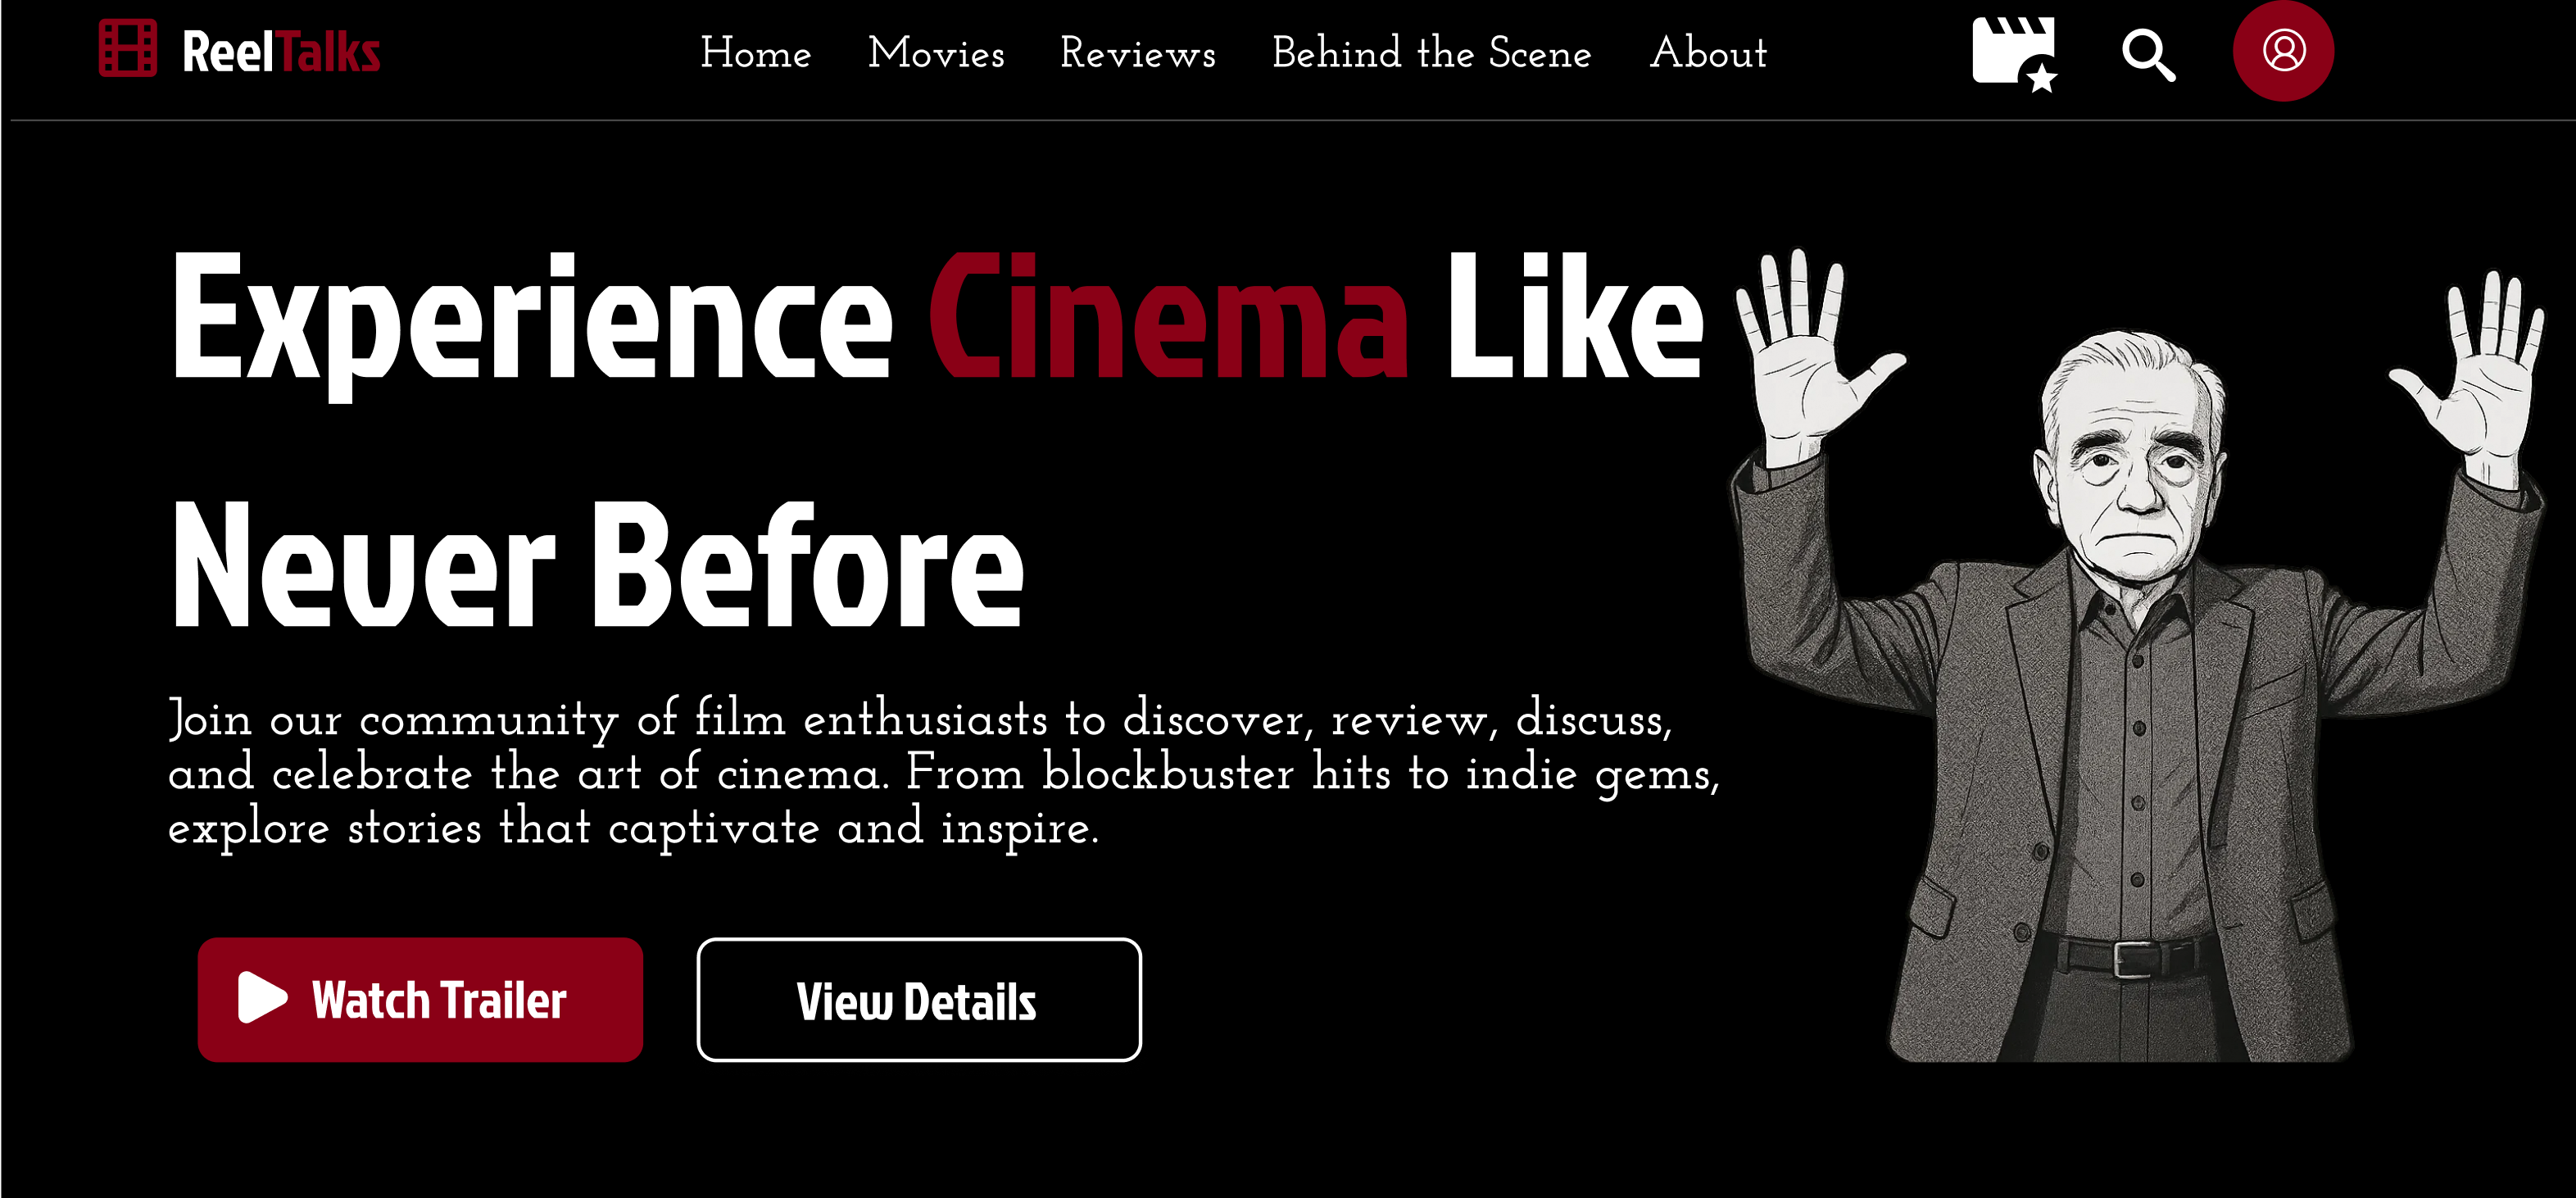 ReelTalks
Home Movies Reviews Behind the Scene About
Experience Cinema Like
Never Before
Join our community of film enthusiasts to discover, review, discuss,
and celebrate the art of cinema. From blockbuster hits to indie gems,
explore stories that captivate and inspire.
Watch Trailer
View Details